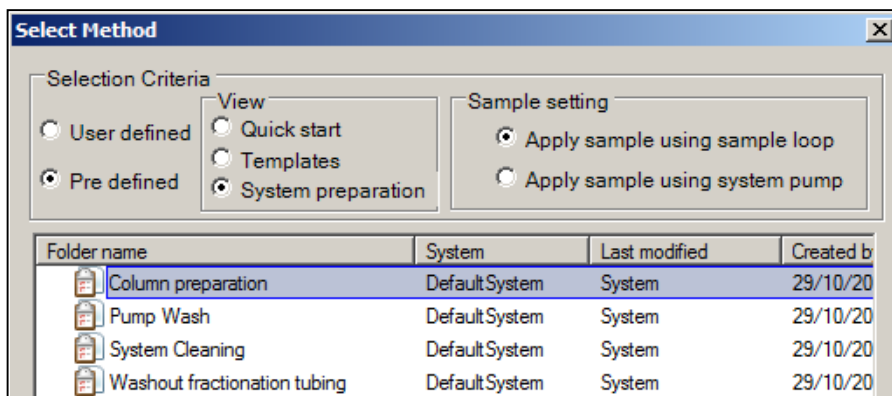 Select Method
Selection Criteria
User defined
Pre defined
View
Quick start
Templates
System preparation
Sample setting
Apply sample using sample loop
Apply sample using system pump
Folder name System Last modified Created b
Column preparation DefaultSystem System 29/10/20
Pump Wash DefaultSystem System 29/10/20
System Cleaning DefaultSystem System 29/10/20
Washout fractionation tubing DefaultSystem System 29/10/20